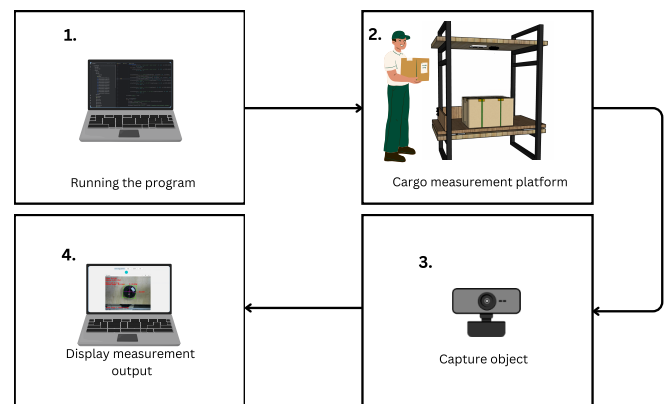 1.
Running the program
2.
Cargo measurement platform
3.
Capture object
4.
Display measurement
output